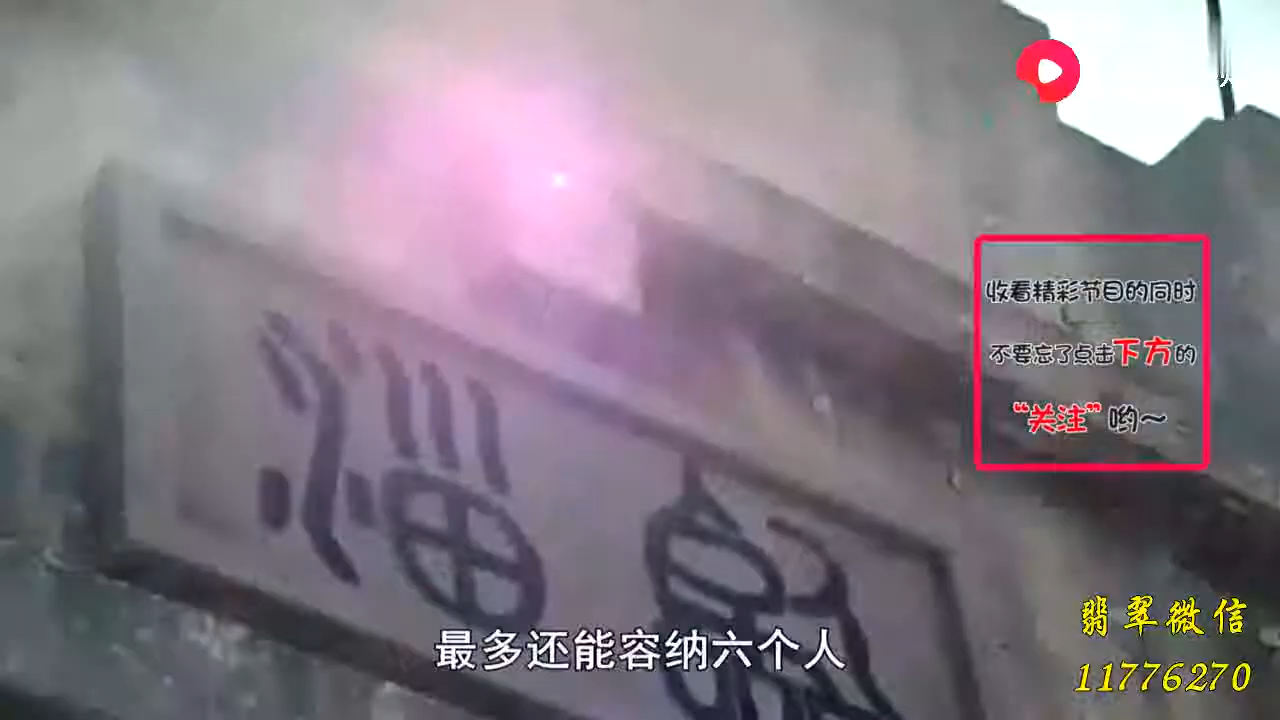 收看精彩节目的同时
不要忘了点击下方的
“关注”哟~
最多还能容纳六个人
翡翠微信
11776270